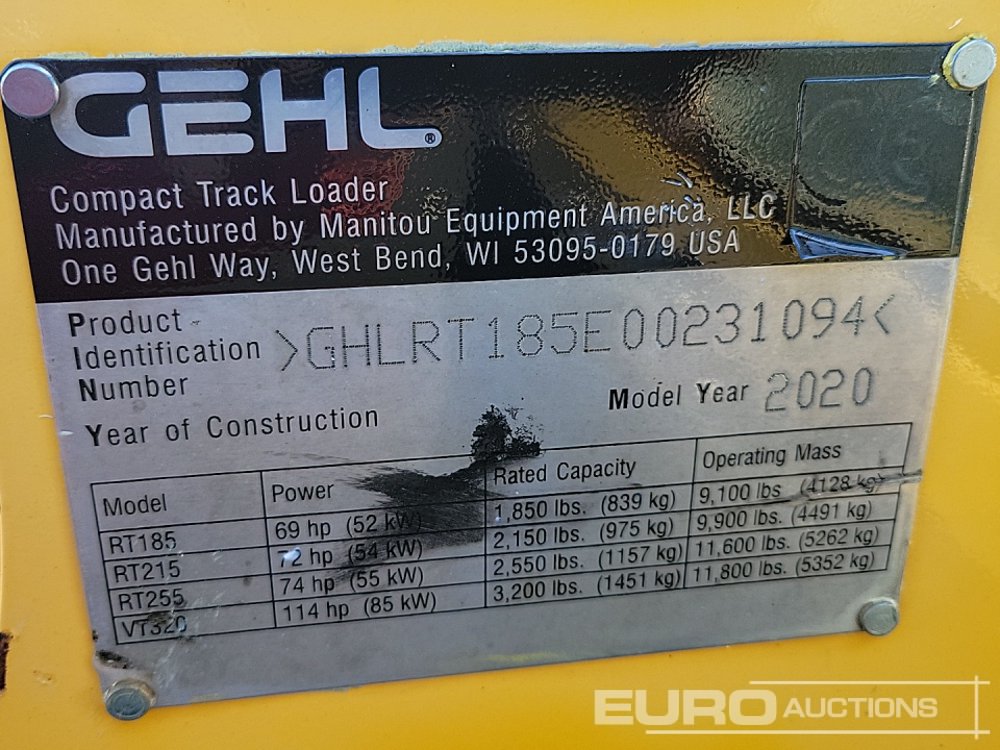 GEHL®
Compact Track Loader
Manufactured by Manitou Equipment America, LLC
One Gehl Way, West Bend, WI 53095-0179 USA
Product
Identification >GHLRT185E00231094<
Number
Model Year 2020
Year of Construction
Model Power Rated Capacity Operating Mass
RT185 69 hp (52 kW) 1,850 lbs. (839 kg) 9,100 lbs (4128 kg)
RT215 72 hp (54 kW) 2,150 lbs. (975 kg) 9,900 lbs. (4491 kg)
RT255 74 hp (55 kW) 2,550 lbs. (1157 kg) 11,600 lbs. (5262 kg)
VT320 114 hp (85 kW) 3,200 lbs. (1451 kg) 11,800 lbs. (5352 kg)
EURO AUCTIONS